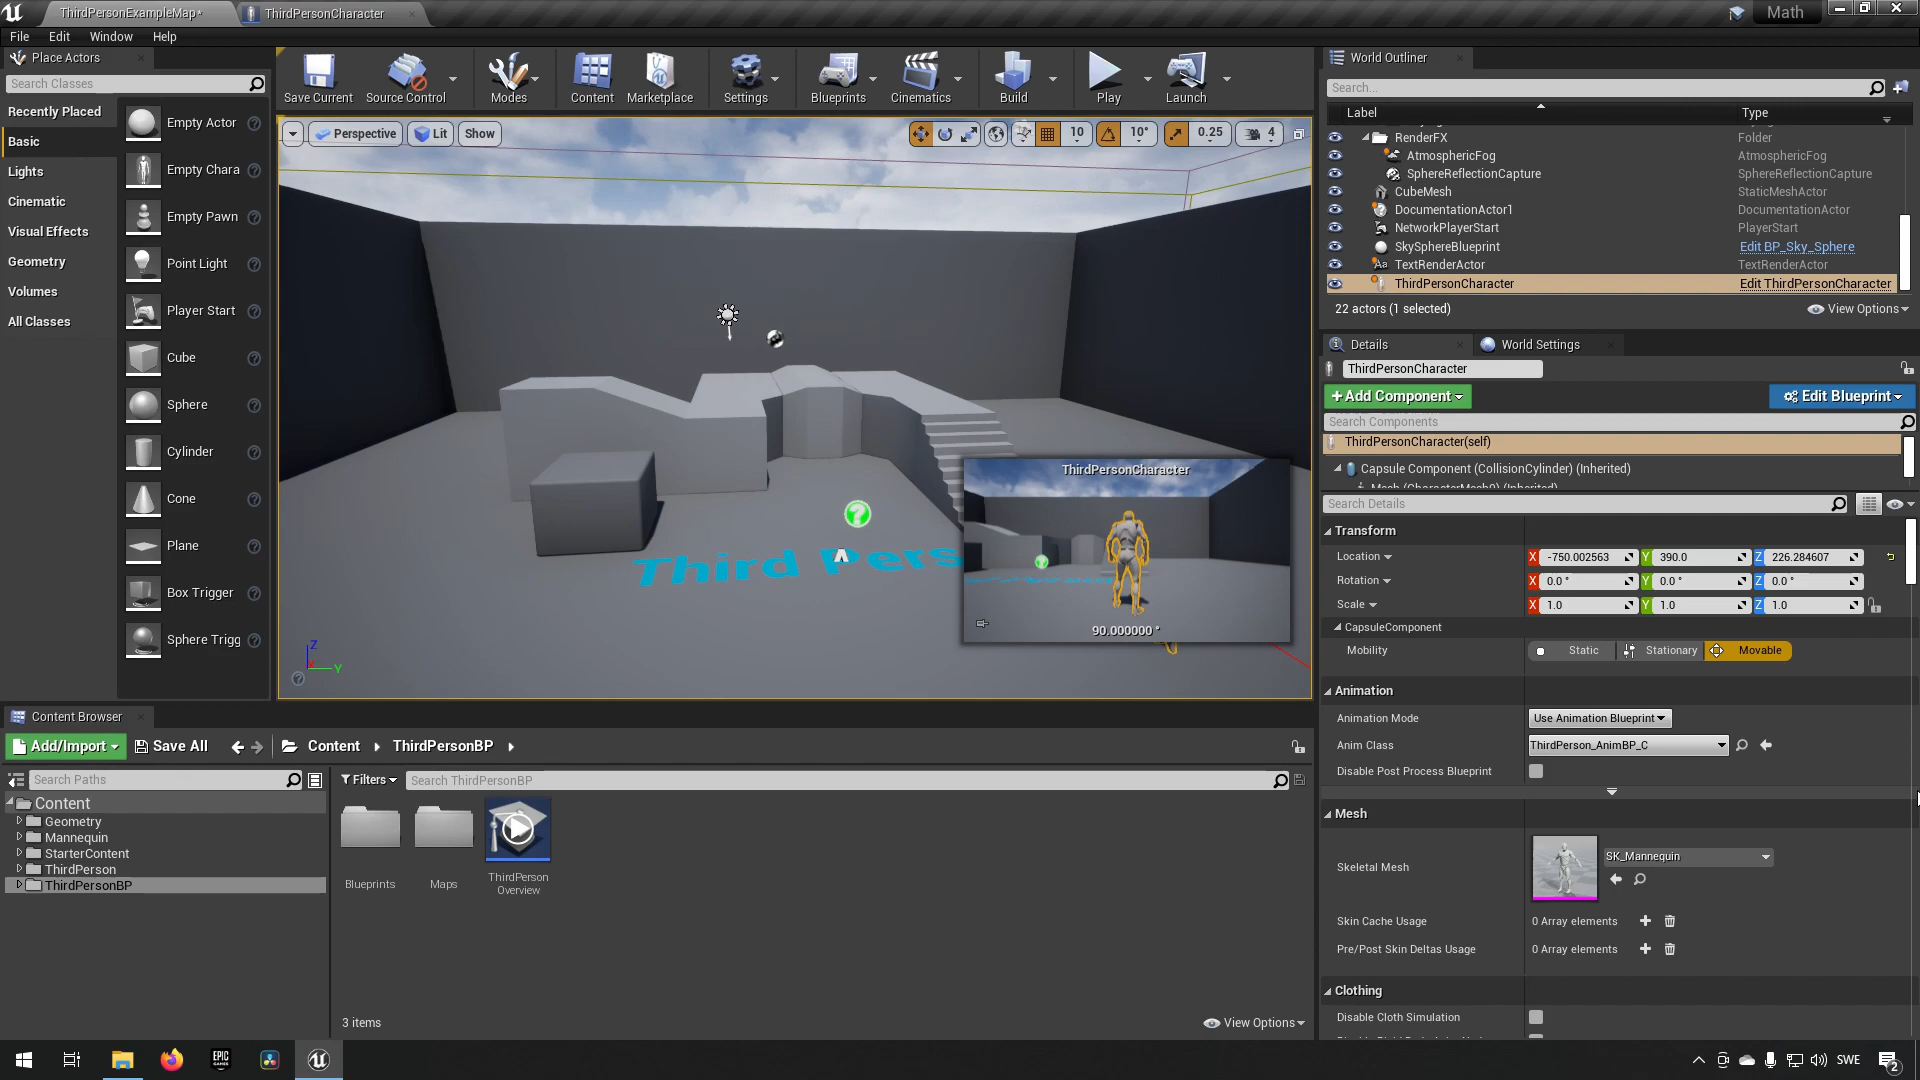 ThirdPersonExampleMap*
ThirdPersonCharacter
Math
File Edit Window Help
Place Actors
Search Classes
Recently Placed
Basic
Lights
Cinematic
Visual Effects
Geometry
Volumes
All Classes
Empty Actor
Empty Chara
Empty Pawn
Point Light
Player Start
Cube
Sphere
Cylinder
Cone
Plane
Box Trigger
Sphere Trigg
Save Current
Source Control
Modes
Content
Marketplace
Settings
Blueprints
Cinematics
Build
Play
Launch
Perspective
Lit
Show
10
10°
0.25
4
Third Pers
ThirdPersonCharacter
90.000000 °
Z
X
Y
World Outliner
Search...
Label Type
RenderFX Folder
AtmosphericFog AtmosphericFog
SphereReflectionCapture SphereReflectionCapture
CubeMesh StaticMeshActor
DocumentationActor1 DocumentationActor
NetworkPlayerStart PlayerStart
SkySphereBlueprint Edit BP_Sky_Sphere
TextRenderActor TextRenderActor
ThirdPersonCharacter Edit ThirdPersonCharacter
22 actors (1 selected)
View Options
Details
World Settings
ThirdPersonCharacter
+Add Component
Edit Blueprint
Search Components
ThirdPersonCharacter(self)
Capsule Component (CollisionCylinder) (Inherited)
Mesh (CharacterMesh0) (Inherited)
Search Details
Transform
Location X -750.002563 Y 390.0 Z 226.284607
Rotation X 0.0 ° Y 0.0 ° Z 0.0 °
Scale X 1.0 Y 1.0 Z 1.0
CapsuleComponent
Mobility Static Stationary Movable
Animation
Animation Mode Use Animation Blueprint
Anim Class ThirdPerson_AnimBP_C
Disable Post Process Blueprint
Mesh
Skeletal Mesh SK_Mannequin
Skin Cache Usage 0 Array elements
Pre/Post Skin Deltas Usage 0 Array elements
Clothing
Disable Cloth Simulation
Content Browser
Add/Import
Save All
Content
ThirdPersonBP
Search Paths
Filters
Search ThirdPersonBP
Content
Geometry
Mannequin
StarterContent
ThirdPerson
ThirdPersonBP
Blueprints
Maps
ThirdPerson
Overview
3 items
View Options
EPIC
GAMES
SWE
2